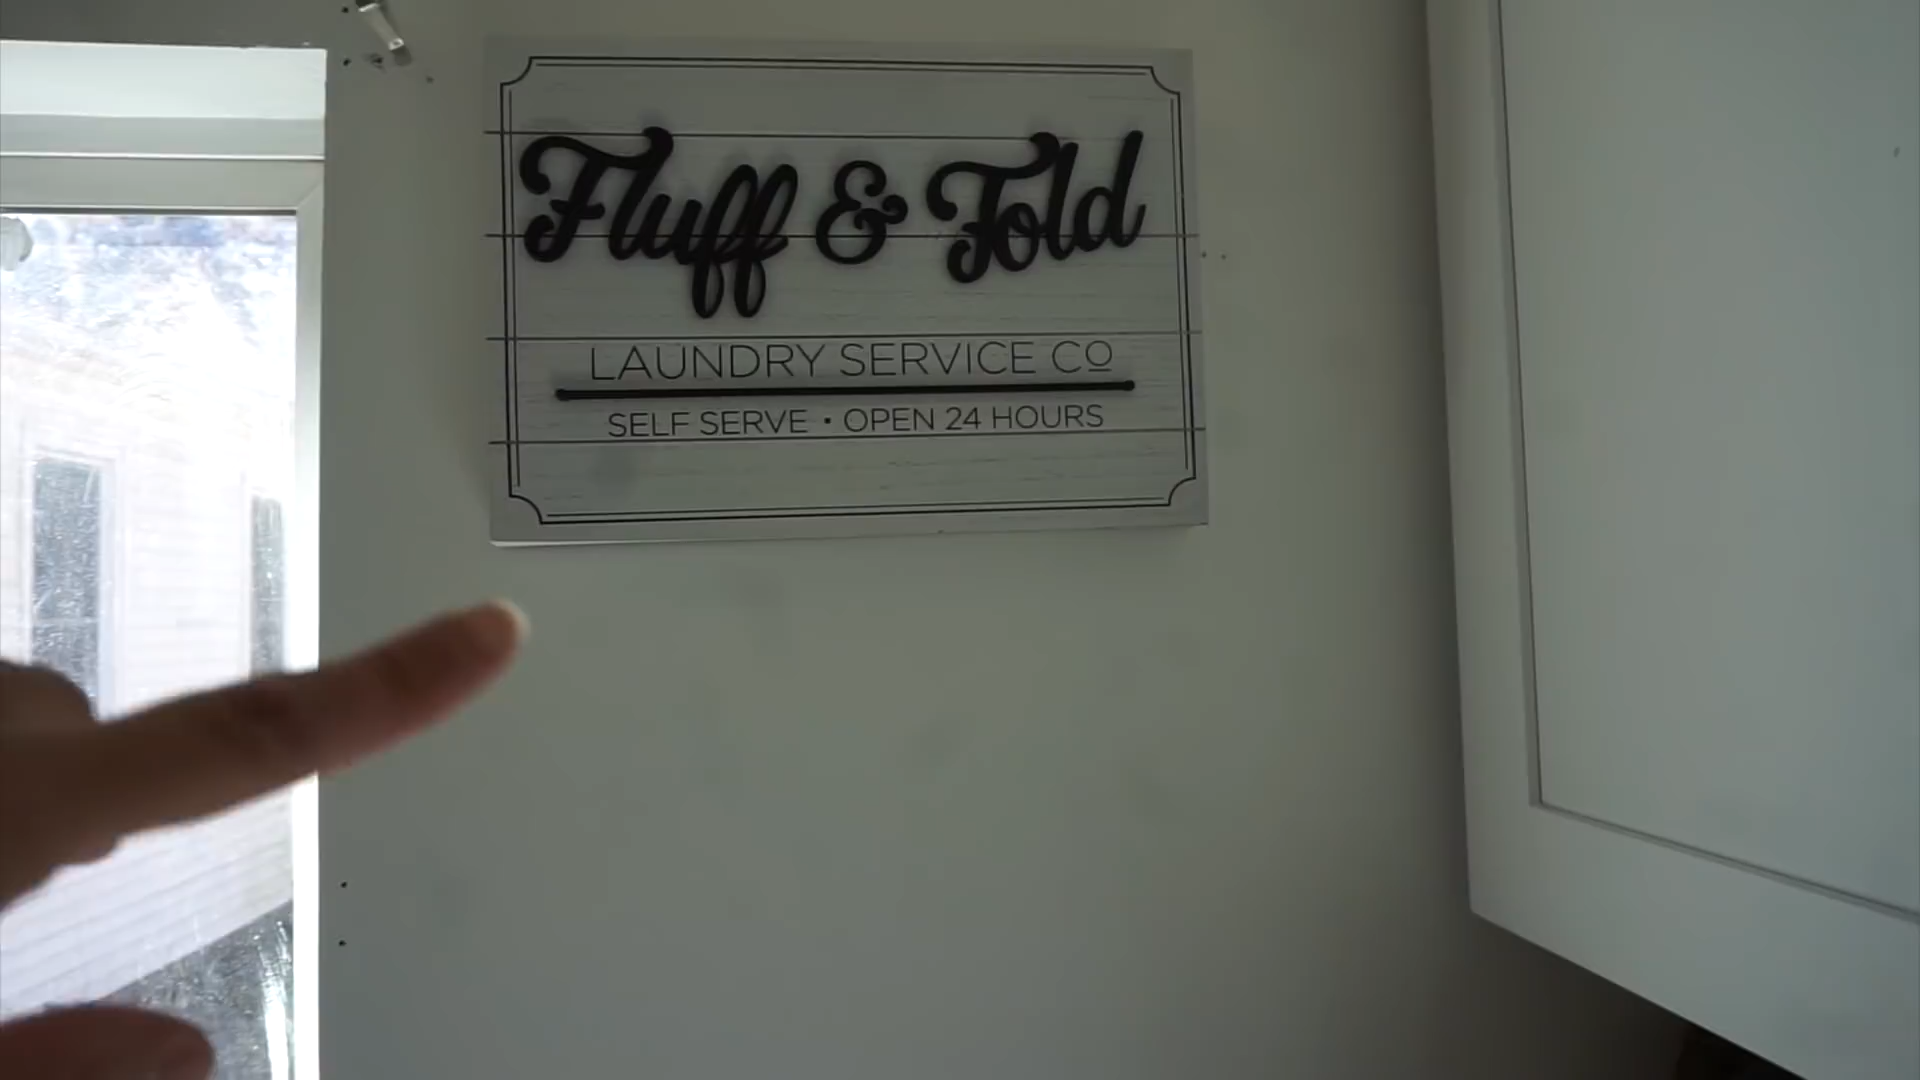 Fluff & Fold
LAUNDRY SERVICE CO
SELF SERVE • OPEN 24 HOURS